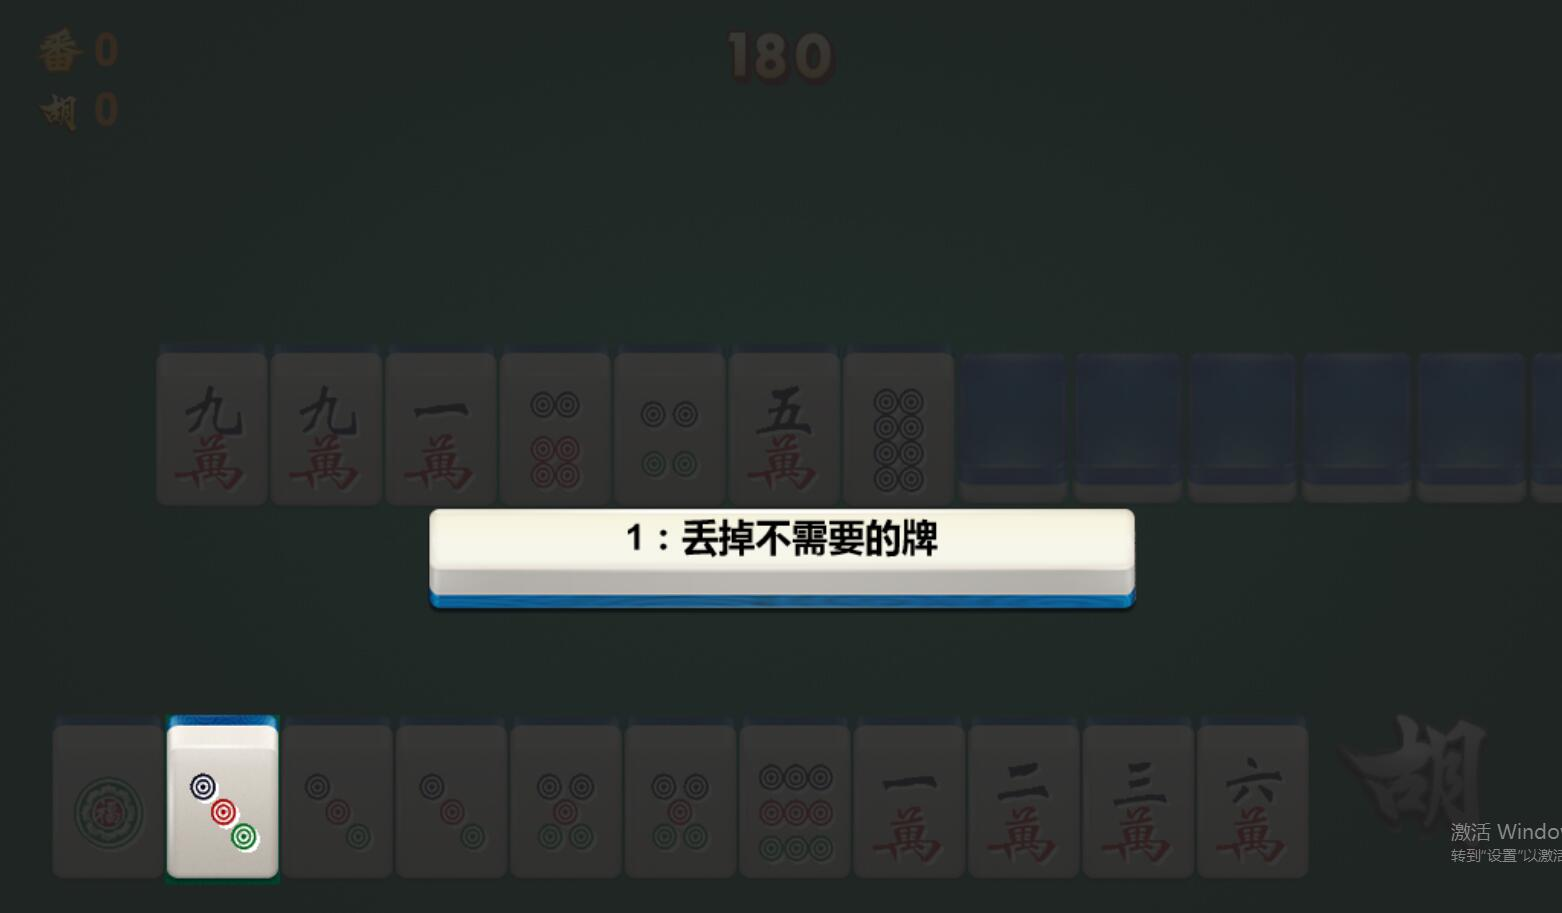 番 0
180
胡 0
九萬 九萬 一萬 五萬
1：丢掉不需要的牌
福 一萬 二萬 三萬 六萬
胡
激活 Window
转到"设置"以激活